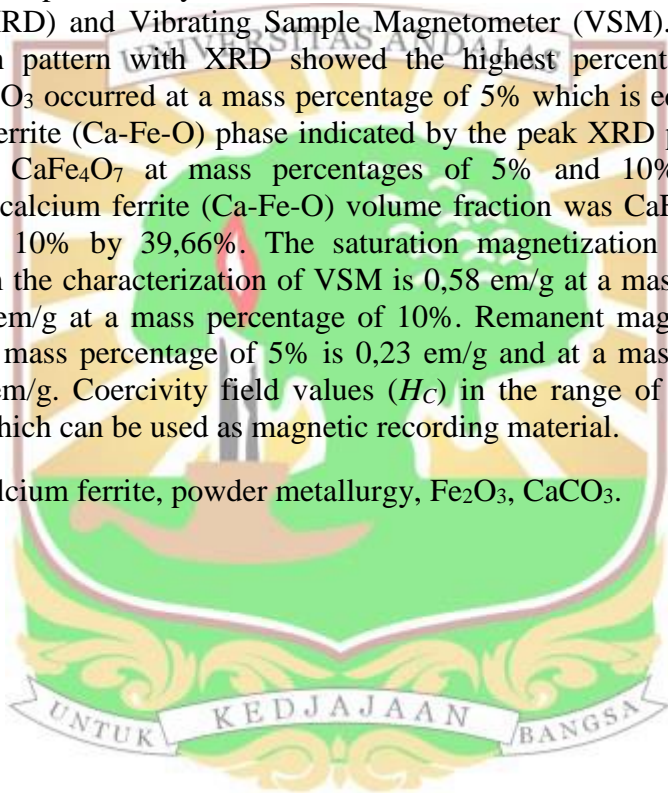 RD) and Vibrating Sample Magnetometer (VSM).
UNIVERSITAS ANDALAS
n pattern with XRD showed the highest percent
O₃ occurred at a mass percentage of 5% which is e
errite (Ca-Fe-O) phase indicated by the peak XRD
CaFe₄O₇ at mass percentages of 5% and 10%
calcium ferrite (Ca-Fe-O) volume fraction was CaF
10% by 39,66%. The saturation magnetization
n the characterization of VSM is 0,58 em/g at a mas
em/g at a mass percentage of 10%. Remanent mag
mass percentage of 5% is 0,23 em/g and at a mas
em/g. Coercivity field values (H_C) in the range of
hich can be used as magnetic recording material.
lcium ferrite, powder metallurgy, Fe₂O₃, CaCO₃.
UNTUK KEDJAJAAN BANGSA